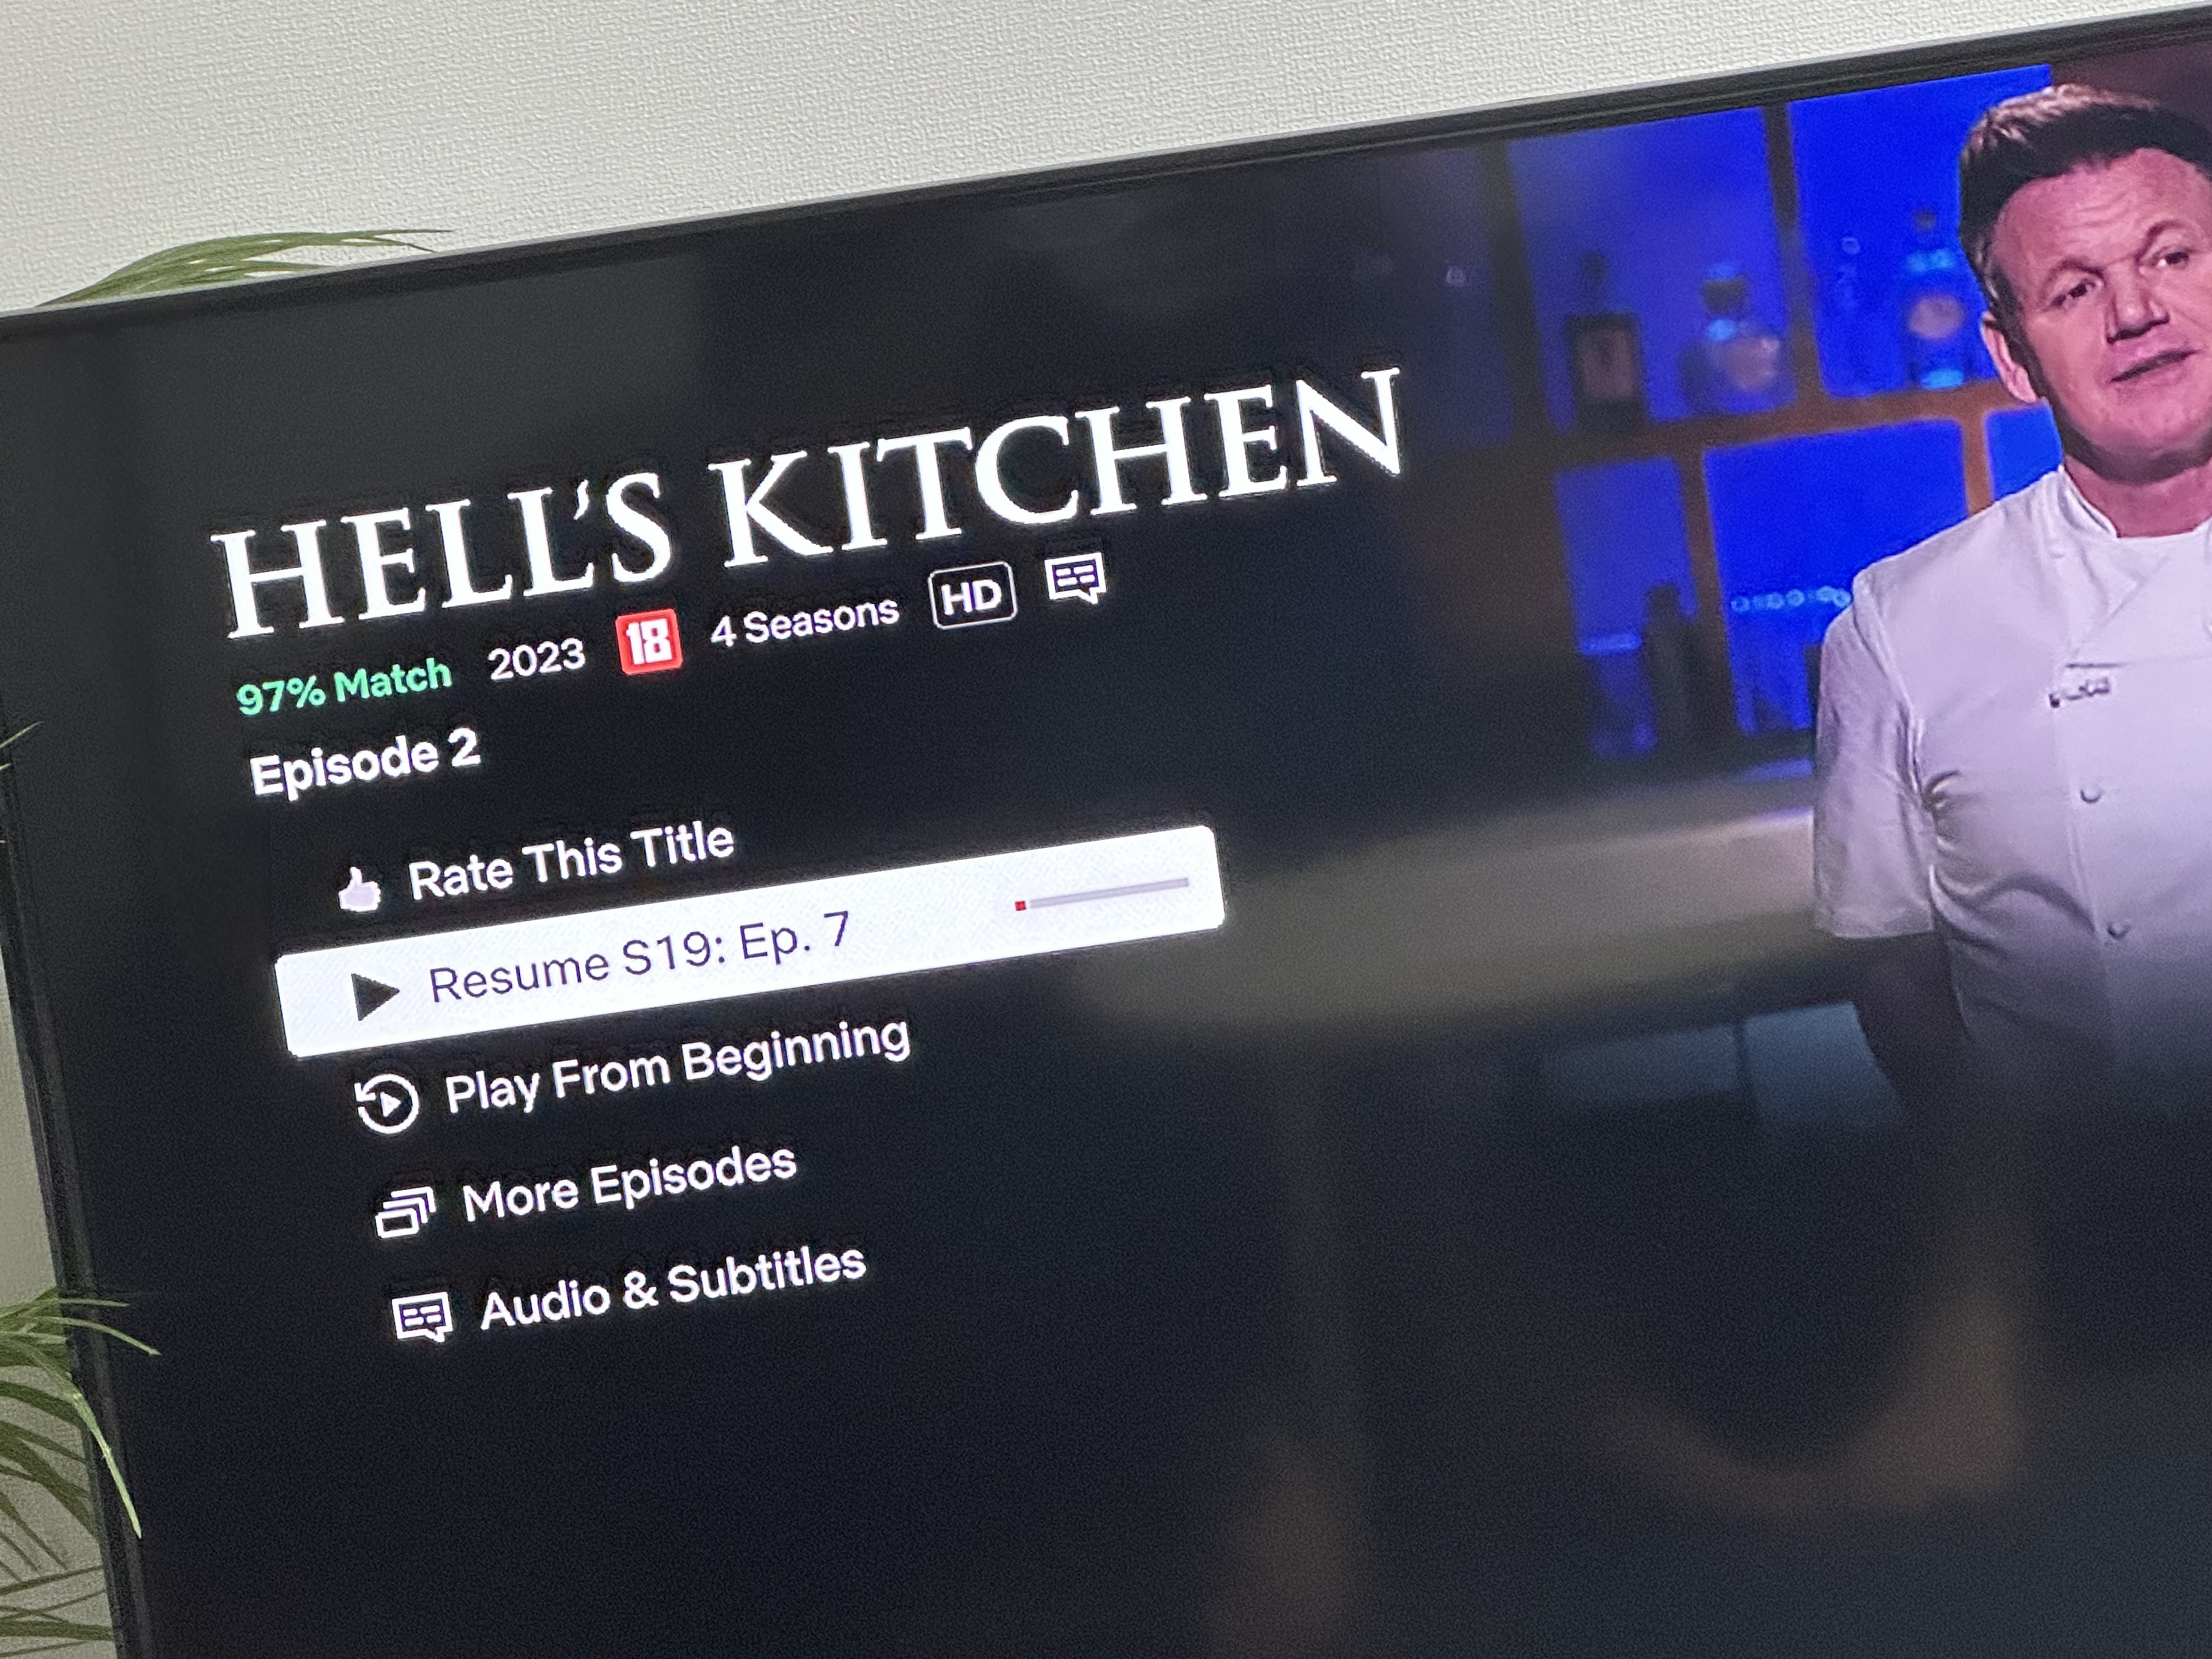 HELL'S KITCHEN
97% Match 2023 18 4 Seasons HD
Episode 2
Rate This Title
Resume S19: Ep. 7
Play From Beginning
More Episodes
Audio & Subtitles